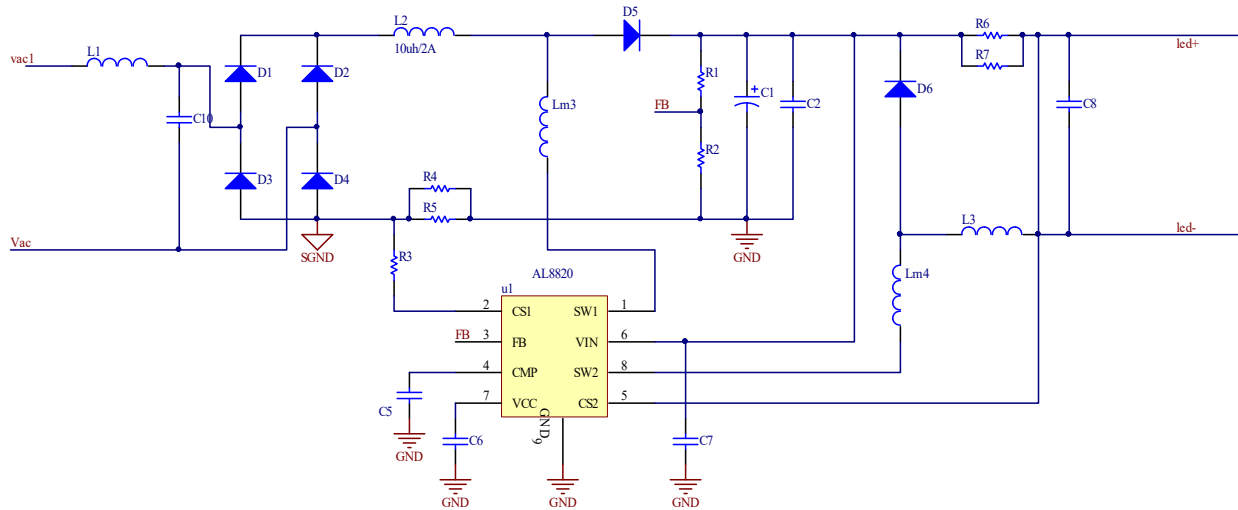 D5
L2
R6
L1
vac1
10uh/2A
R7
led+
D1
D2
R1
D6
Lm3
FB
C1
C2
C8
C10
R2
D3
D4
R4
R5
L3
Vac
led-
SGND
R3
GND
AL8820
Lm4
u1
2
CS1
SW1
1
FB
3
FB
VIN
6
4
CMP
SW2
8
7
VCC
CS2
5
C5
GND
9
C6
C7
GND
GND
GND
GND